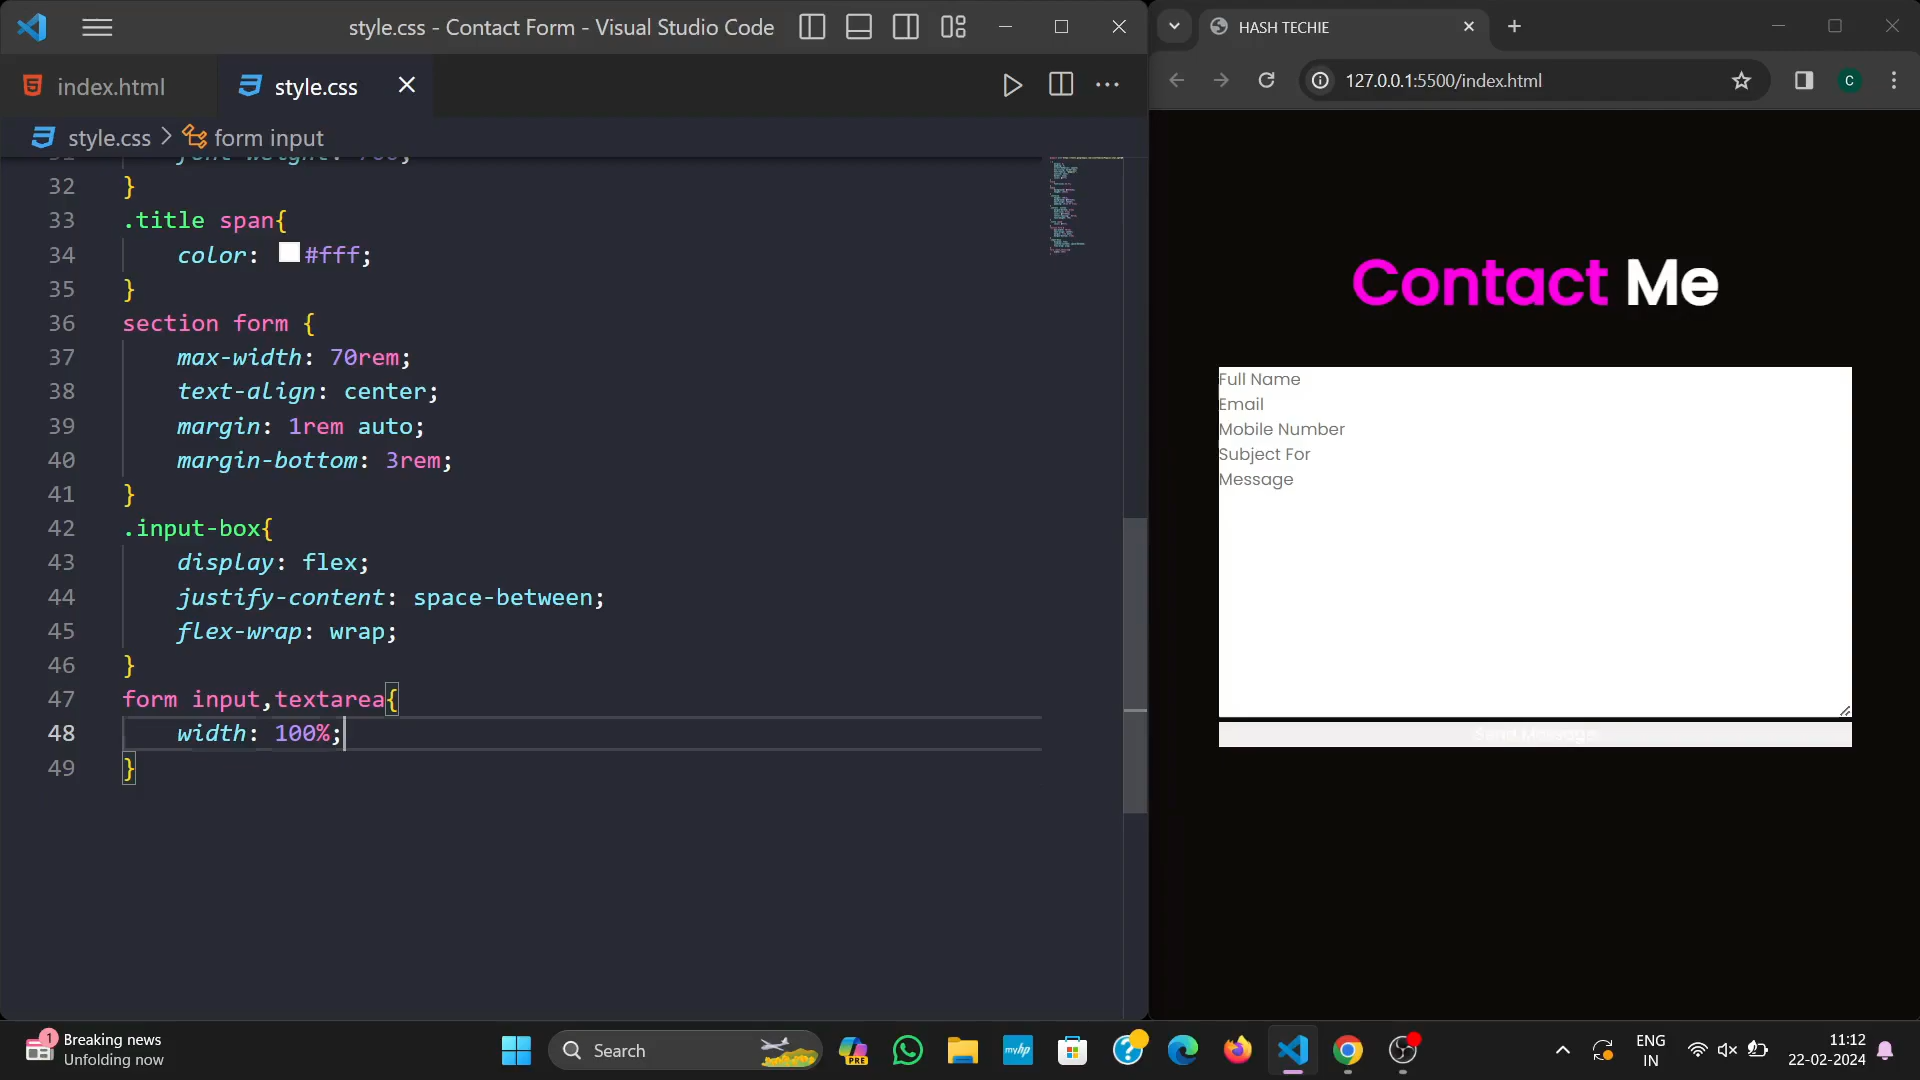 style.css - Contact Form - Visual Studio Code
index.html
style.css
style.css > form input
32 }
33 .title span{
34 color: #fff;
35 }
36 section form {
37 max-width: 70rem;
38 text-align: center;
39 margin: 1rem auto;
40 margin-bottom: 3rem;
41 }
42 .input-box{
43 display: flex;
44 justify-content: space-between;
45 flex-wrap: wrap;
46 }
47 form input,textarea{
48 width: 100%;
49 }
HASH TECHIE
127.0.0.1:5500/index.html
C
Contact Me
Full Name
Email
Mobile Number
Subject For
Message
Send Message
1
Breaking news
Unfolding now
Search
PRE
myhp
ENG
IN
11:12
22-02-2024